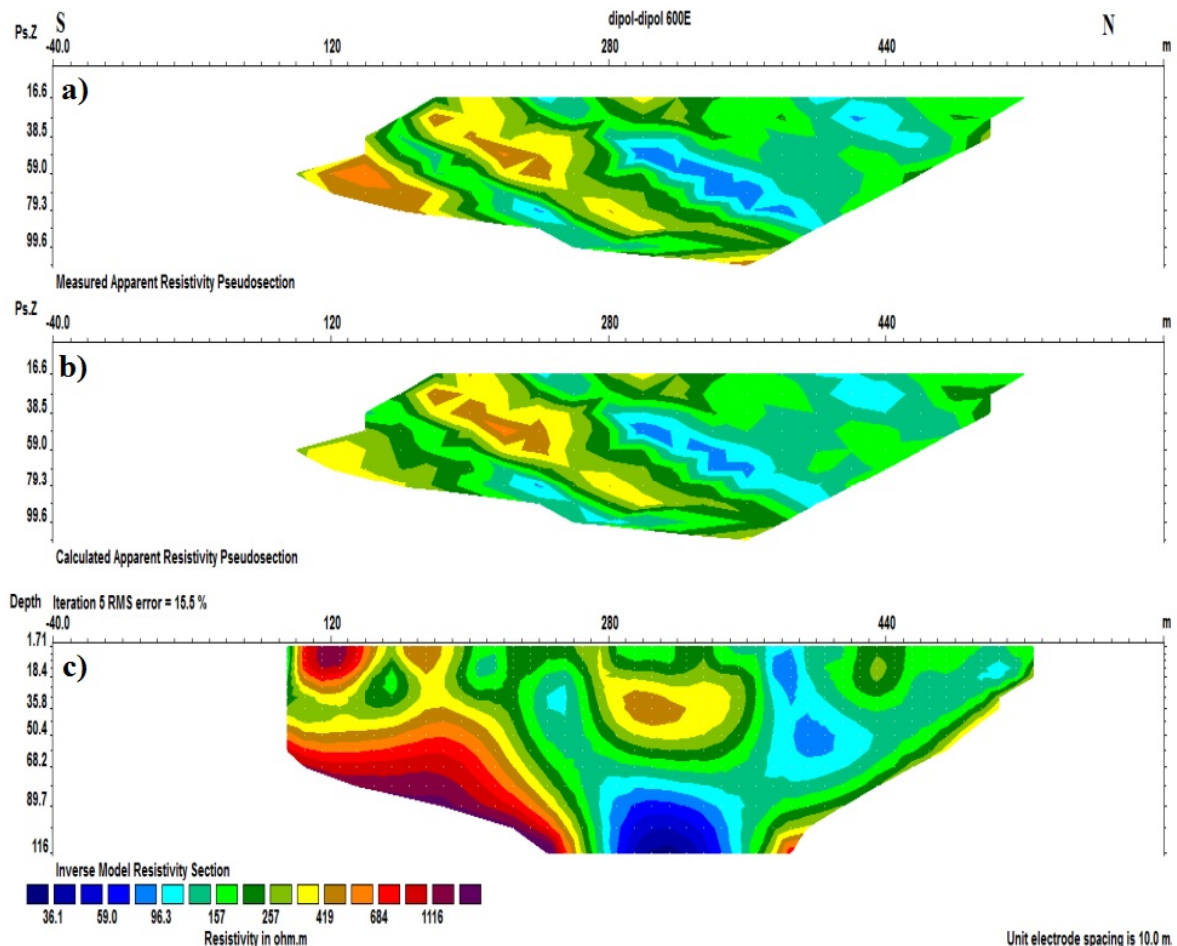 S dipol-dipol 600E N
Ps.Z
-40.0 120 280 440 m
a)
16.6
38.5
59.0
79.3
99.6
Measured Apparent Resistivity Pseudosection
Ps.Z
-40.0 120 280 440 m
b)
16.6
38.5
59.0
79.3
99.6
Calculated Apparent Resistivity Pseudosection
Depth Iteration 5 RMS error = 15.5 %
-40.0 120 280 440 m
1.71
c)
18.4
35.8
50.4
68.2
89.7
116
Inverse Model Resistivity Section
36.1 59.0 96.3 157 257 419 684 1116
Resistivity in ohm.m
Unit electrode spacing is 10.0 m.